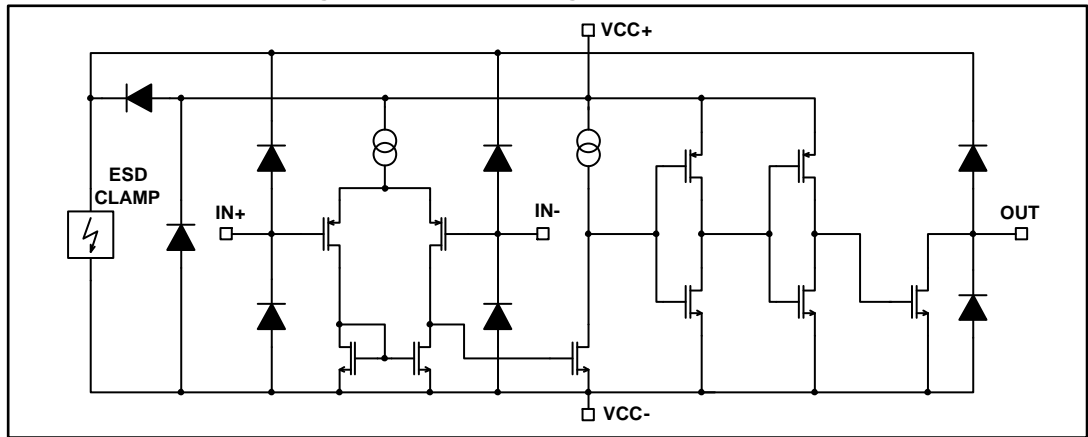 VCC+
ESD
CLAMP
IN+
IN-
OUT
VCC-